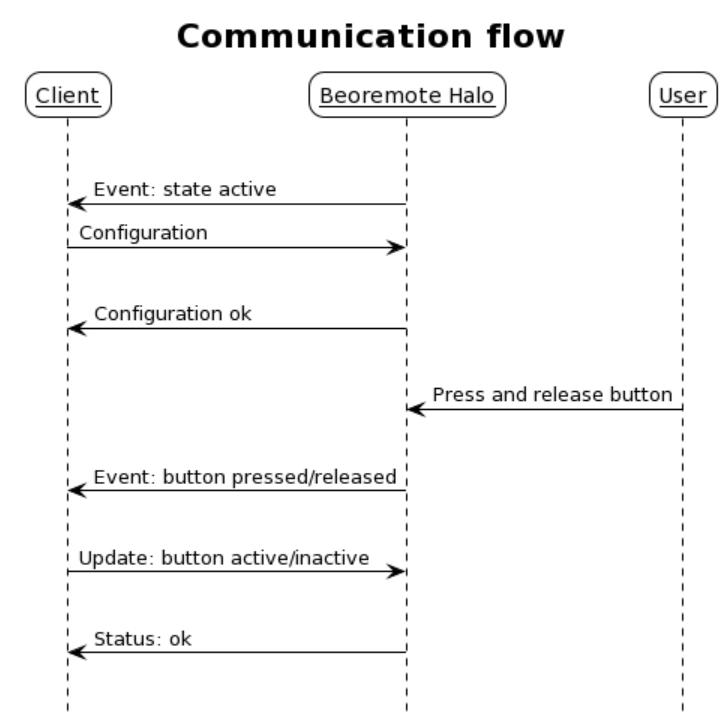 Communication flow
Client
Beoremote Halo
User
Event: state active
Configuration
Configuration ok
Press and release button
Event: button pressed/released
Update: button active/inactive
Status: ok